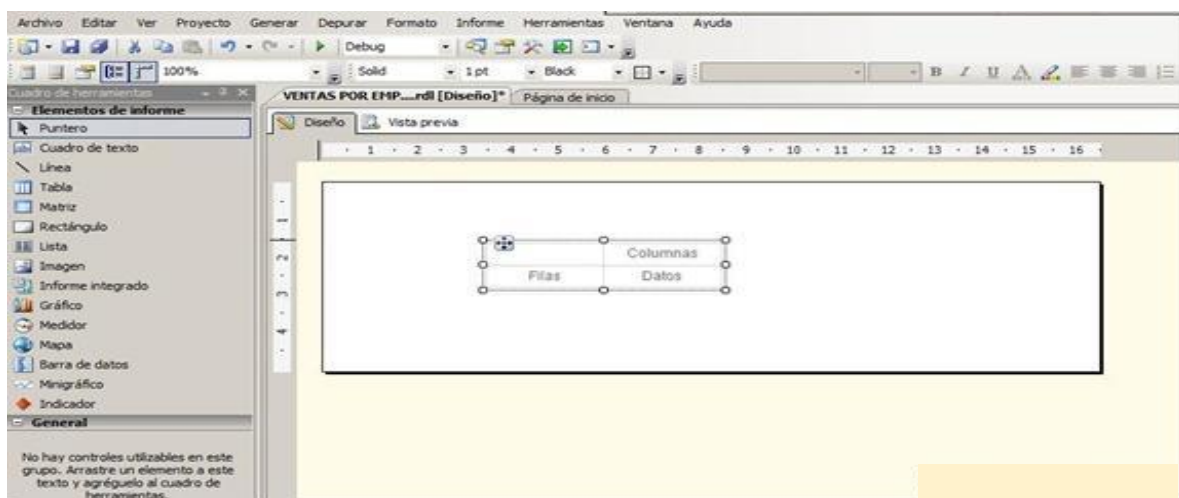 Archivo Editar Ver Proyecto Generar Depurar Formato Informe Herramientas Ventana Ayuda
Debug
100% Solid 1 pt Black B I U A
Cuadro de herramientas
VENTAS POR EMP....rdl [Diseño]* Página de inicio
Elementos de informe
Diseño Vista previa
Puntero
Cuadro de texto
Línea
Tabla
Matriz
Rectángulo
Lista
Imagen
Informe integrado
Gráfico
Medidor
Mapa
Barra de datos
Minigráfico
Indicador
1 2 3 4 5 6 7 8 9 10 11 12 13 14 15 16
1
2
3
4
Columnas
Filas Datos
General
No hay controles utilizables en este
grupo. Arrastre un elemento a este
texto y agréguelo al cuadro de
herramientas.